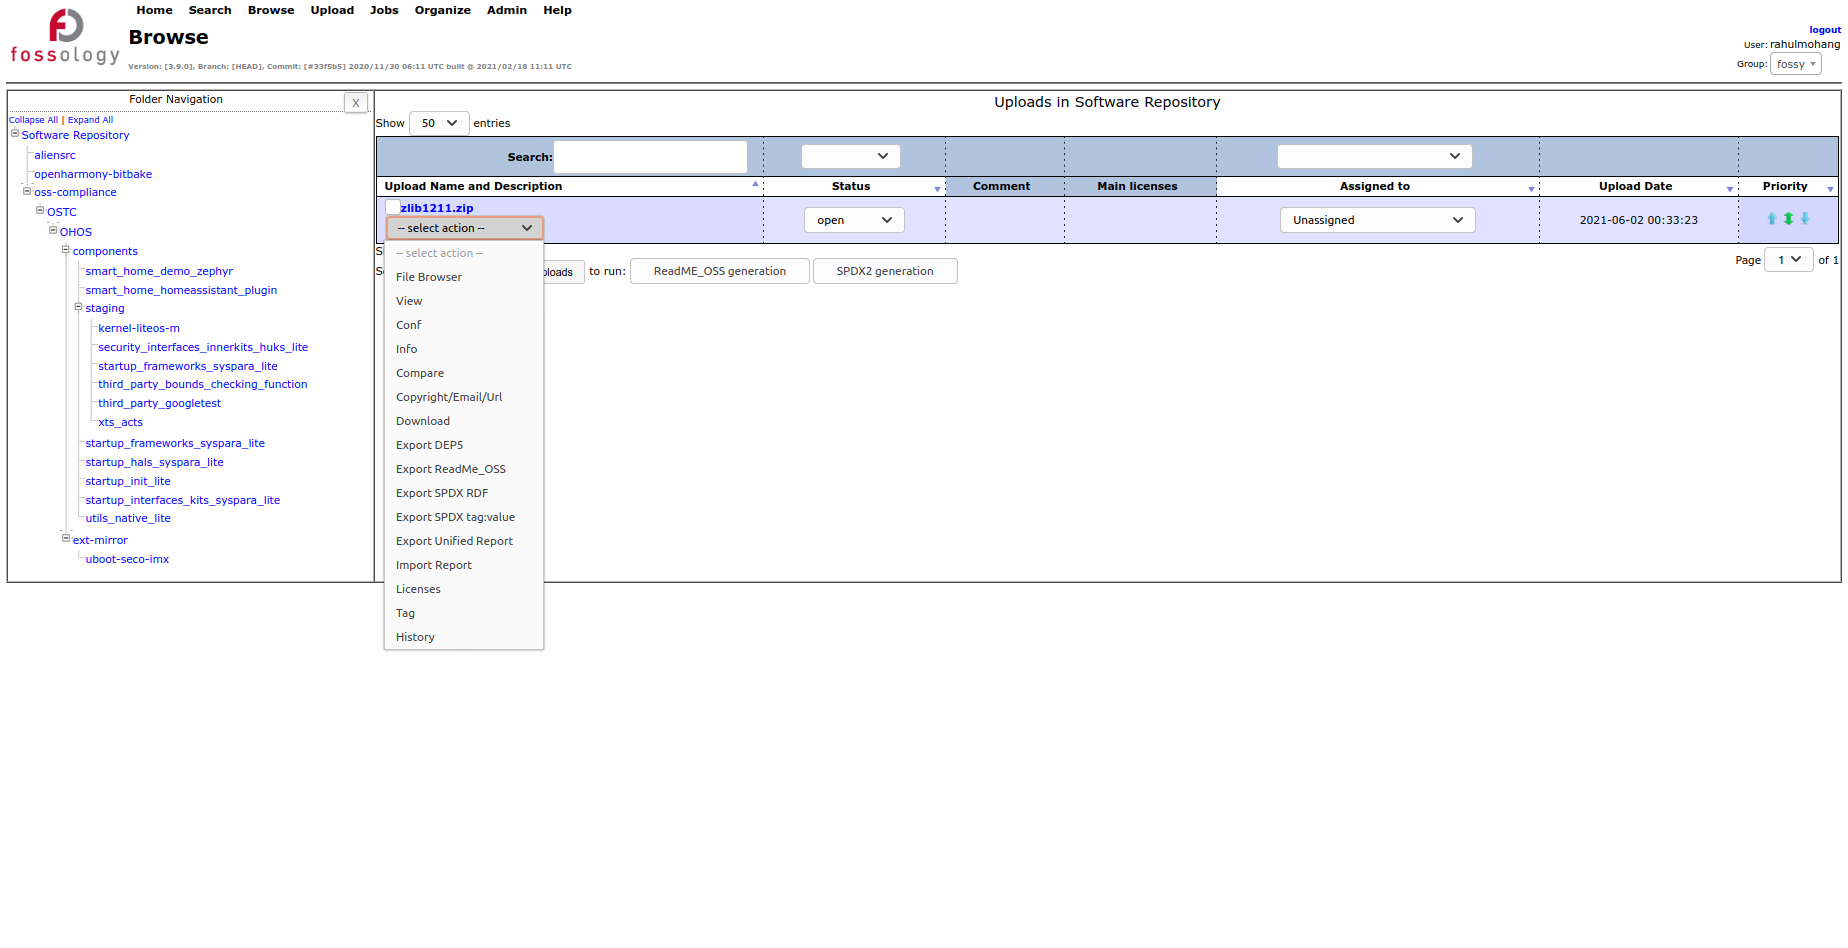 Home Search Browse Upload Jobs Organize Admin Help
fossology
Browse
Version: [3.9.0], Branch: [HEAD], Commit: [#33f5b5] 2020/11/30 06:11 UTC built @ 2021/02/18 11:11 UTC
logout
User: rahulmohang
Group: fossy
Folder Navigation
X
Collapse All | Expand All
Software Repository
aliensrc
openharmony-bitbake
oss-compliance
OSTC
OHOS
components
smart_home_demo_zephyr
smart_home_homeassistant_plugin
staging
kernel-liteos-m
security_interfaces_innerkits_huks_lite
startup_frameworks_syspara_lite
third_party_bounds_checking_function
third_party_googletest
xts_acts
startup_frameworks_syspara_lite
startup_hals_syspara_lite
startup_init_lite
startup_interfaces_kits_syspara_lite
utils_native_lite
ext-mirror
uboot-seco-imx
Uploads in Software Repository
Show 50 entries
Search:
Upload Name and Description Status Comment Main licenses Assigned to Upload Date Priority
zlib1211.zip
-- select action -- open Unassigned 2021-06-02 00:33:23
-- select action --
File Browser
View
Conf
Info
Compare
Copyright/Email/Url
Download
Export DEP5
Export ReadMe_OSS
Export SPDX RDF
Export SPDX tag:value
Export Unified Report
Import Report
Licenses
Tag
History
to run: ReadME_OSS generation SPDX2 generation
Page 1 of 1